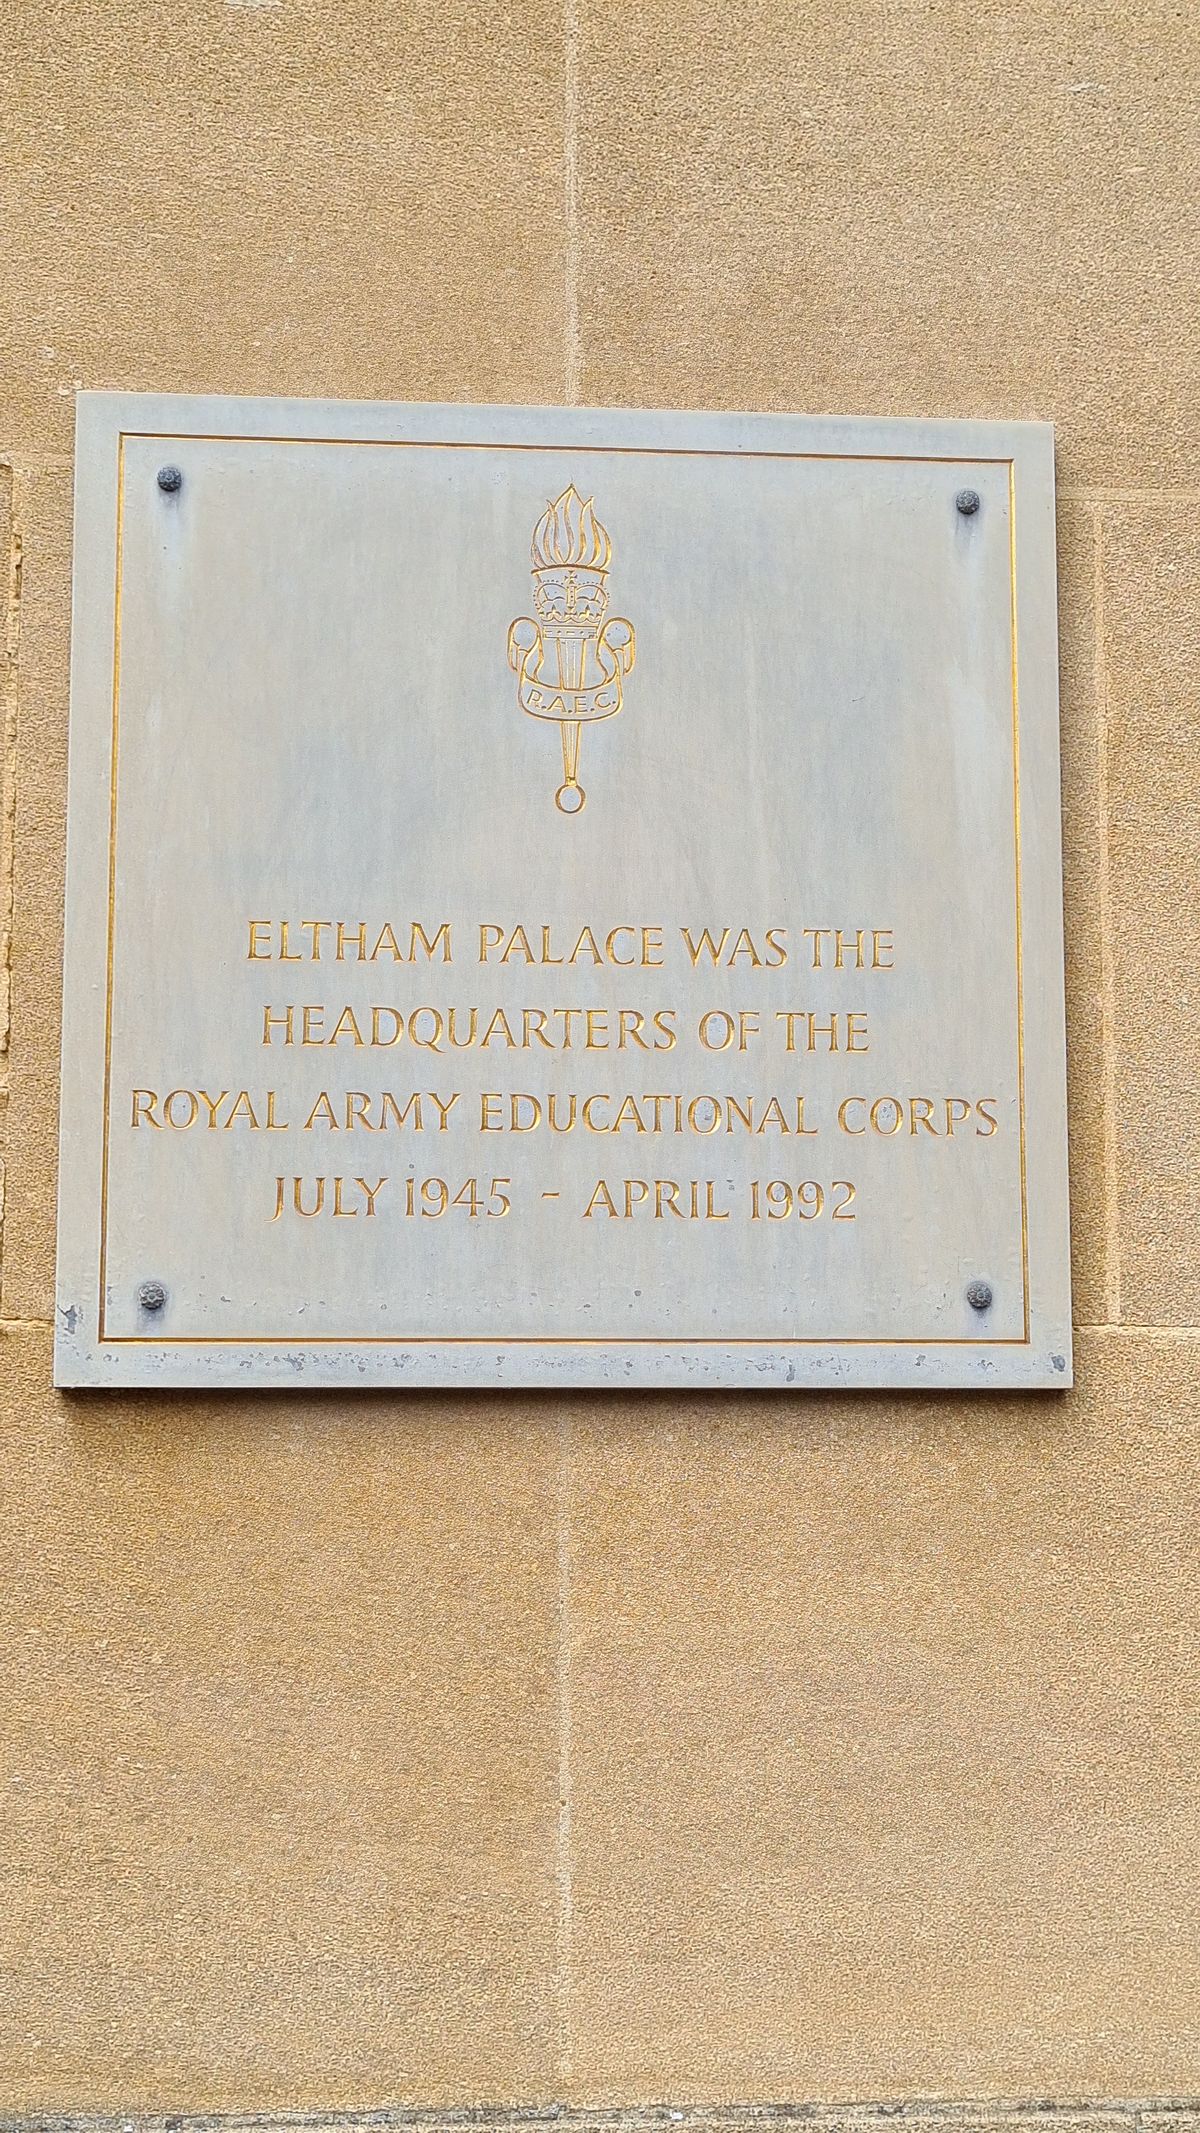 R.A.E.C.
ELTHAM PALACE WAS THE
HEADQUARTERS OF THE
ROYAL ARMY EDUCATIONAL CORPS
JULY 1945 - APRIL 1992